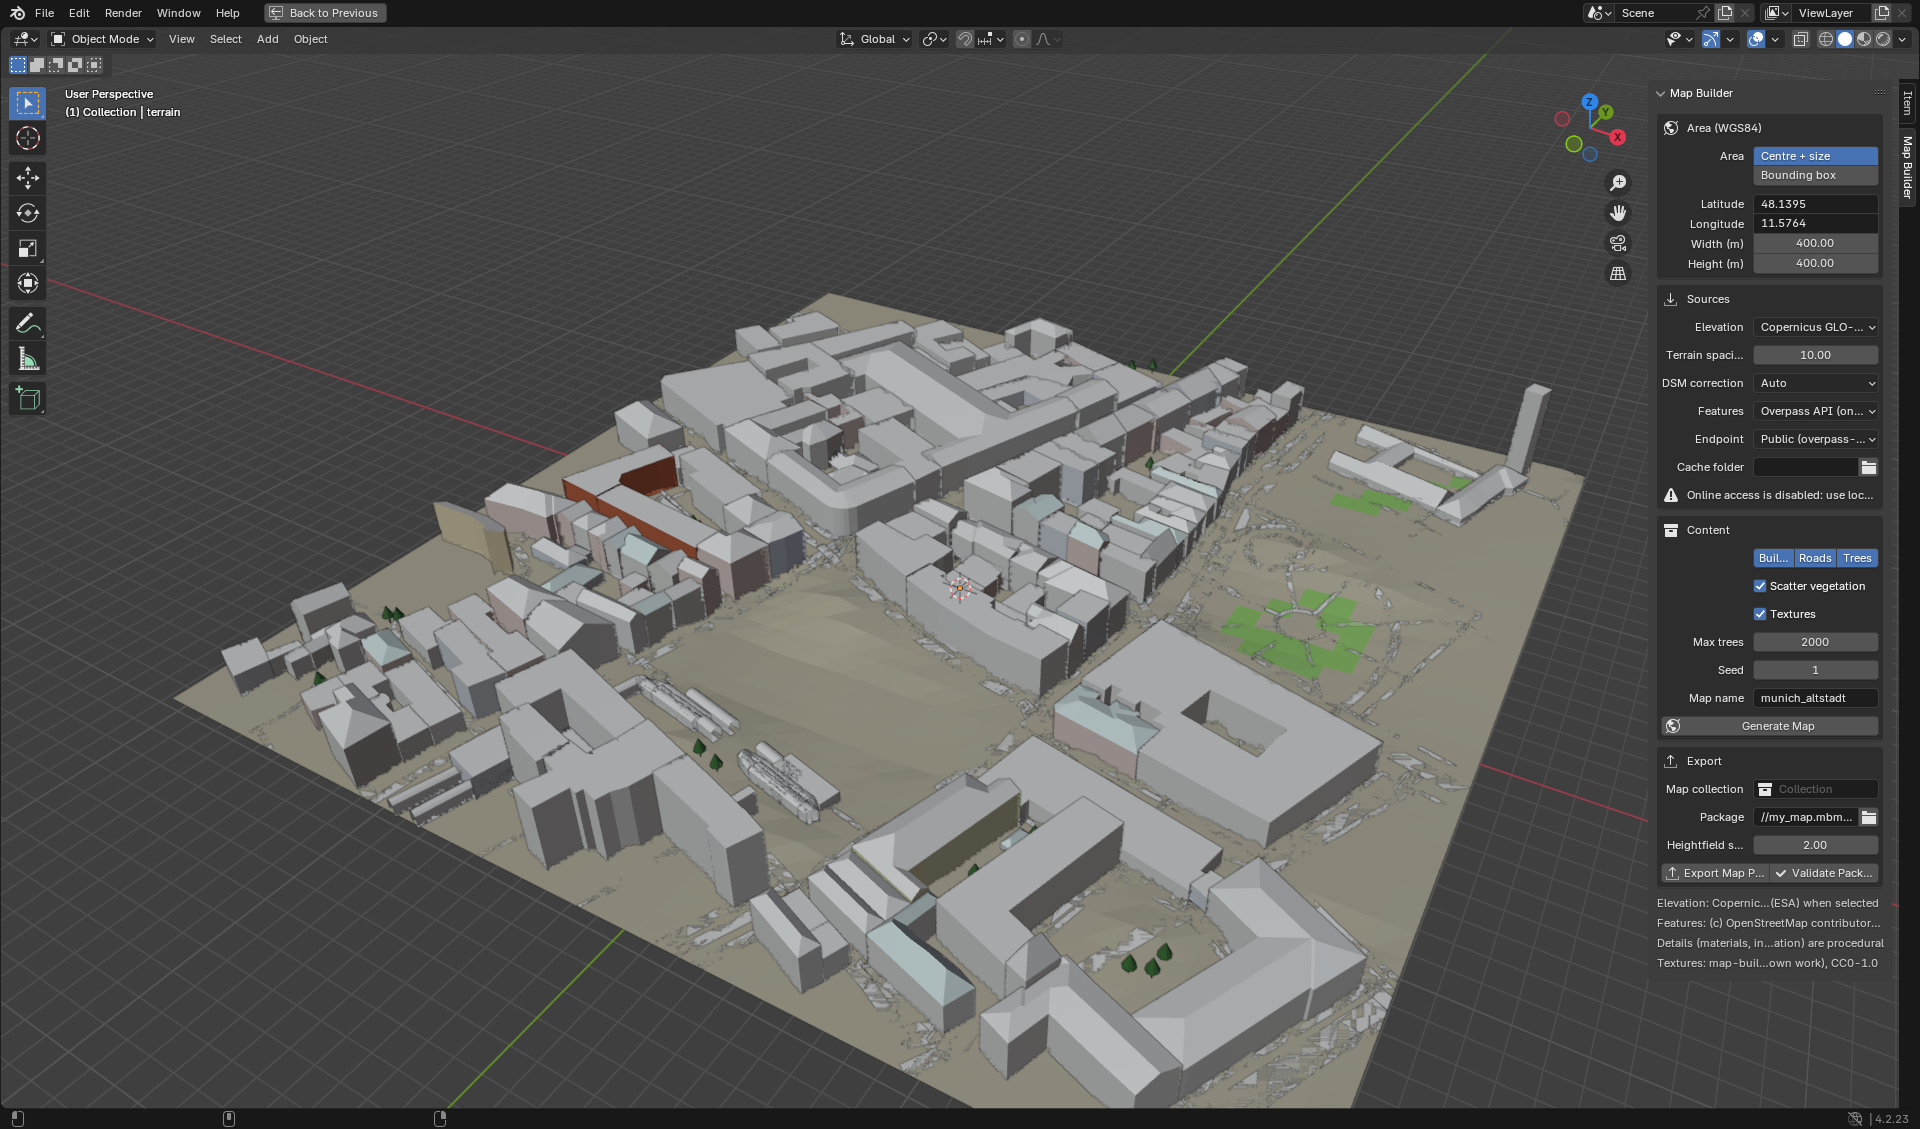 File Edit Render Window Help Back to Previous Scene ViewLayer
Object Mode View Select Add Object Global
User Perspective
(1) Collection | terrain
Z
Y
X
Item
Map Builder
Map Builder
Area (WGS84)
Area Centre + size
Bounding box
Latitude 48.1395
Longitude 11.5764
Width (m) 400.00
Height (m) 400.00
Sources
Elevation Copernicus GLO-...
Terrain spaci... 10.00
DSM correction Auto
Features Overpass API (on...
Endpoint Public (overpass-...
Cache folder
Online access is disabled: use loc...
Content
Buil... Roads Trees
Scatter vegetation
Textures
Max trees 2000
Seed 1
Map name munich_altstadt
Generate Map
Export
Map collection Collection
Package //my_map.mbm...
Heightfield s... 2.00
Export Map P... Validate Pack...
Elevation: Copernic...(ESA) when selected
Features: (c) OpenStreetMap contributor...
Details (materials, in...ation) are procedural
Textures: map-buil...own work), CC0-1.0
4.2.23